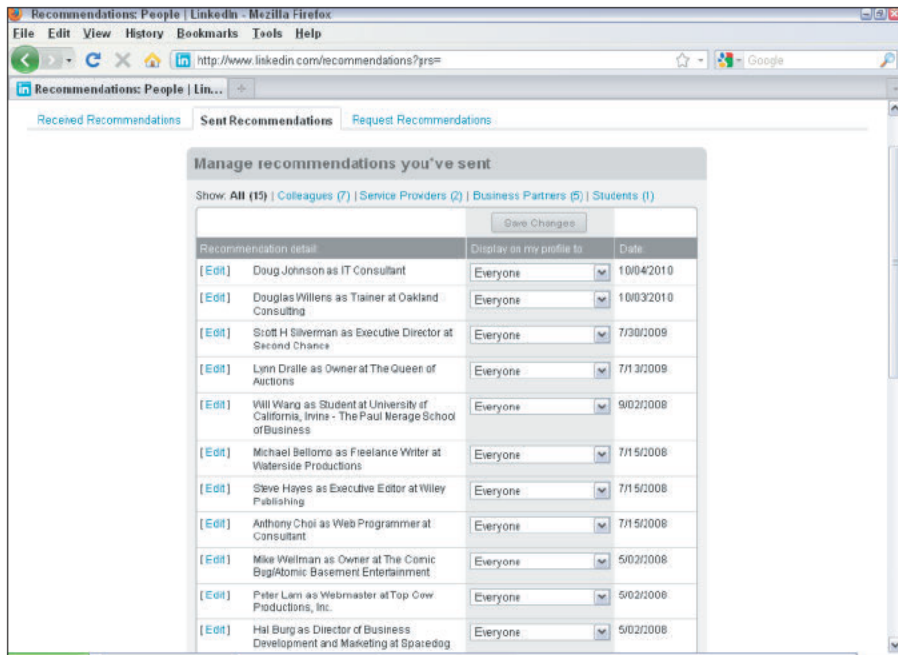 Recommendations: People | LinkedIn - Mozilla Firefox
File Edit View History Bookmarks Tools Help
http://www.linkedin.com/recommendations?prs=
Google
Recommendations: People | Lin...
Received Recommendations Sent Recommendations Request Recommendations
Manage recommendations you've sent
Show: All (15) | Colleagues (7) | Service Providers (2) | Business Partners (5) | Students (1)
Save Changes
Recommendation detail: Display on my profile to: Date:
[Edit] Doug Johnson as IT Consultant Everyone 10/04/2010
[Edit] Douglas Willens as Trainer at Oakland Everyone 10/03/2010
Consulting
[Edit] Scott H Silverman as Executive Director at Everyone 7/30/2009
Second Chance
[Edit] Lynn Dralle as Owner at The Queen of Everyone 7/13/2009
Auctions
[Edit] Will Wang as Student at University of Everyone 9/02/2008
California, Irvine - The Paul Merage School
of Business
[Edit] Michael Bellomo as Freelance Writer at Everyone 7/15/2008
Waterside Productions
[Edit] Steve Hayes as Executive Editor at Wiley Everyone 7/15/2008
Publishing
[Edit] Anthony Choi as Web Programmer at Everyone 7/15/2008
Consultant
[Edit] Mike Wellman as Owner at The Comic Everyone 5/02/2008
Bug/Atomic Basement Entertainment
[Edit] Peter Lam as Webmaster at Top Cow Everyone 5/02/2008
Productions, Inc.
[Edit] Hal Burg as Director of Business Everyone 5/02/2008
Development and Marketing at Spacedog